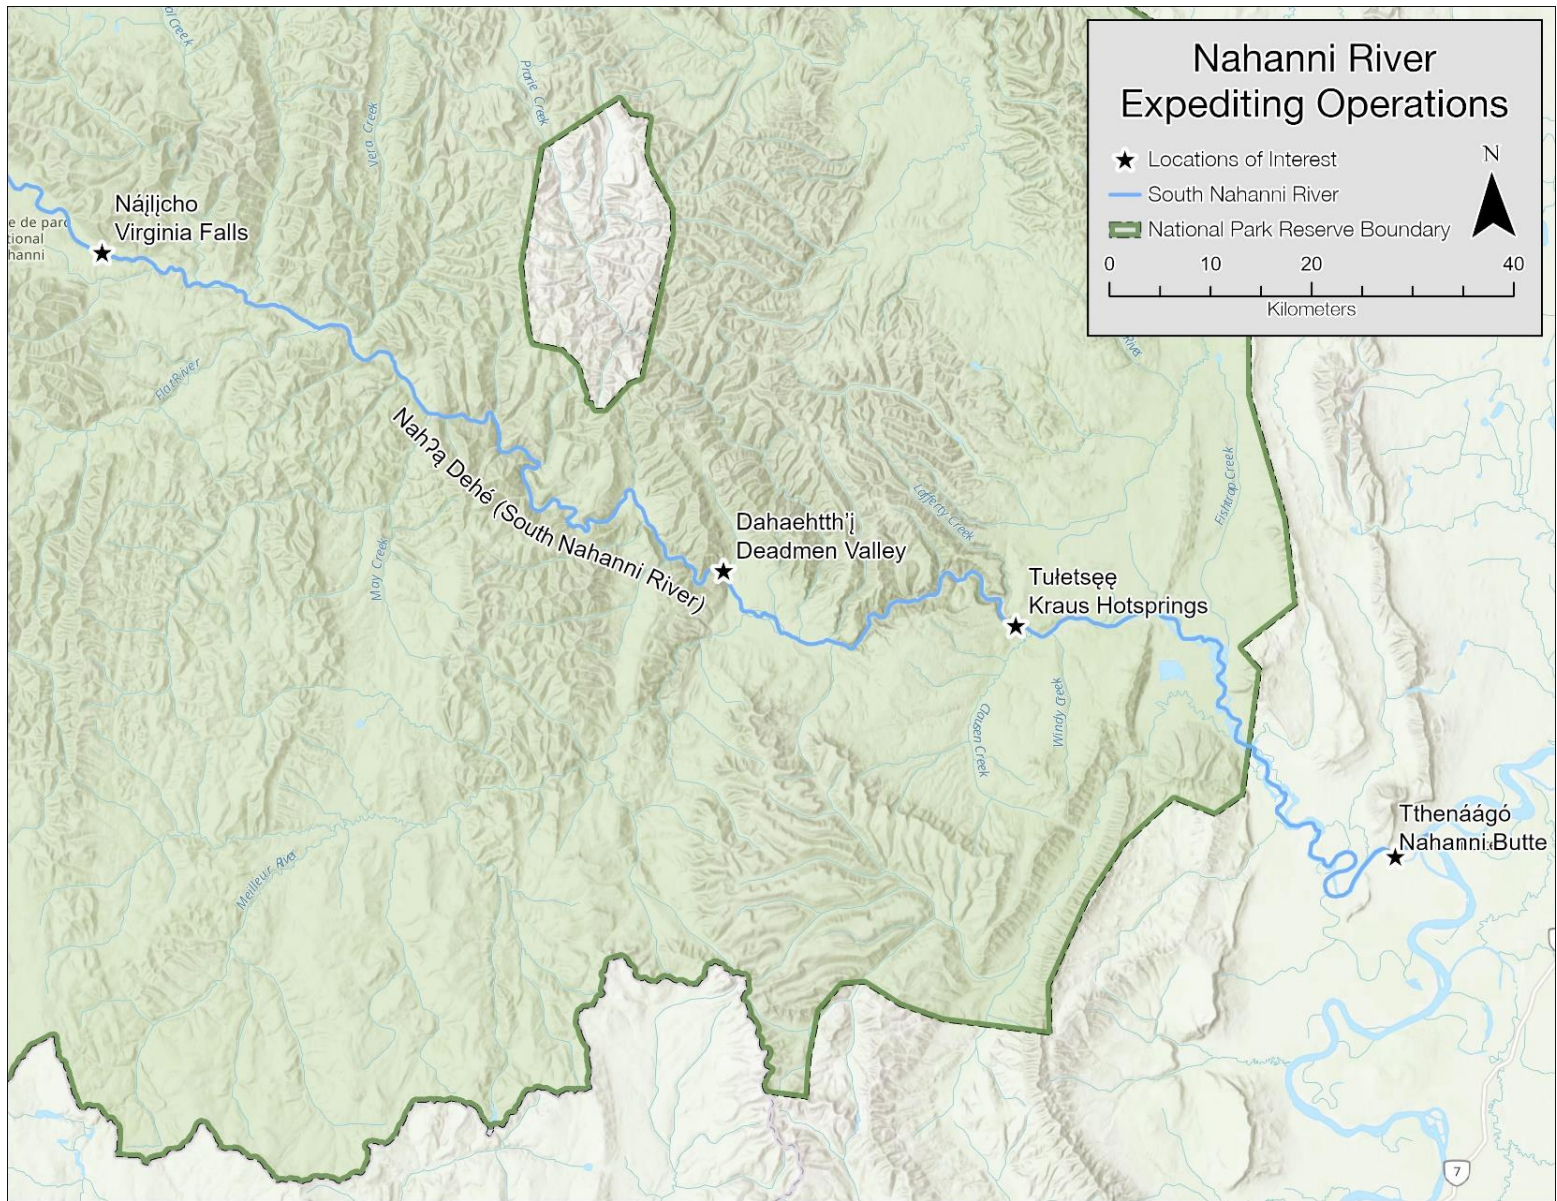 Nahanni River
Expediting Operations
Locations of Interest
South Nahanni River
National Park Reserve Boundary
N
0 10 20 40
Kilometers
Prairie Creek
Vera Creek
Náįlįcho
Virginia Falls
Flat River
Nahʔą Dehé (South Nahanni River)
May Creek
Dahaehtth'į
Deadmen Valley
Lafferty Creek
Fishtrap Creek
River
Tułetsęę
Kraus Hotsprings
Clausen Creek
Windy Creek
Meilleur River
Tthenáágó
Nahanni Butte
7